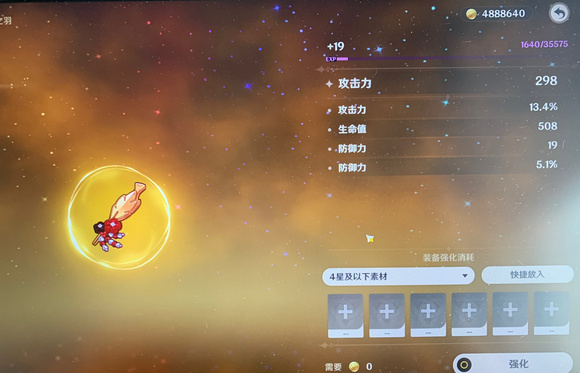 之羽
4888640
+19
1640/35575
EXP
攻击力 298
攻击力 13.4%
生命值 508
防御力 19
防御力 5.1%
装备强化消耗
4星及以下素材
快捷放入
需要 0
强化